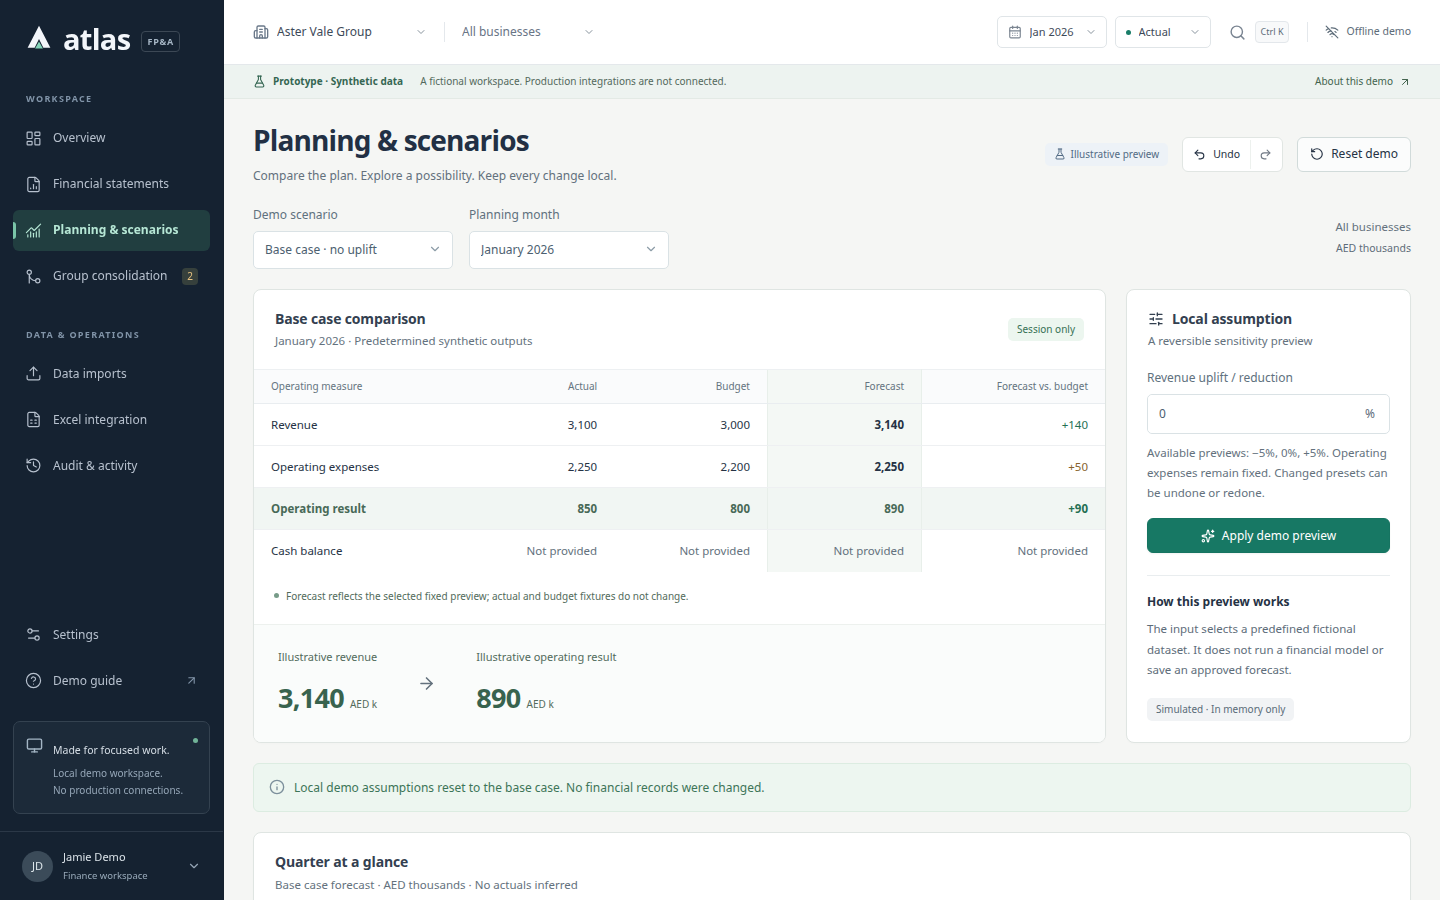 atlas FP&A
WORKSPACE
Overview
Financial statements
Planning & scenarios
Group consolidation 2
DATA & OPERATIONS
Data imports
Excel integration
Audit & activity
Settings
Demo guide
Made for focused work.
Local demo workspace.
No production connections.
JD
Jamie Demo
Finance workspace
Aster Vale Group
All businesses
Jan 2026
Actual
Ctrl K
Offline demo
Prototype · Synthetic data A fictional workspace. Production integrations are not connected.
About this demo
Planning & scenarios
Compare the plan. Explore a possibility. Keep every change local.
Illustrative preview
Undo
Reset demo
Demo scenario
Base case · no uplift
Planning month
January 2026
All businesses
AED thousands
Base case comparison
January 2026 · Predetermined synthetic outputs
Session only
Operating measure Actual Budget Forecast Forecast vs. budget
Revenue 3,100 3,000 3,140 +140
Operating expenses 2,250 2,200 2,250 +50
Operating result 850 800 890 +90
Cash balance Not provided Not provided Not provided Not provided
Forecast reflects the selected fixed preview; actual and budget fixtures do not change.
Illustrative revenue
3,140 AED k
Illustrative operating result
890 AED k
Local assumption
A reversible sensitivity preview
Revenue uplift / reduction
0 %
Available previews: −5%, 0%, +5%. Operating
expenses remain fixed. Changed presets can
be undone or redone.
Apply demo preview
How this preview works
The input selects a predefined fictional
dataset. It does not run a financial model or
save an approved forecast.
Simulated · In memory only
Local demo assumptions reset to the base case. No financial records were changed.
Quarter at a glance
Base case forecast · AED thousands · No actuals inferred